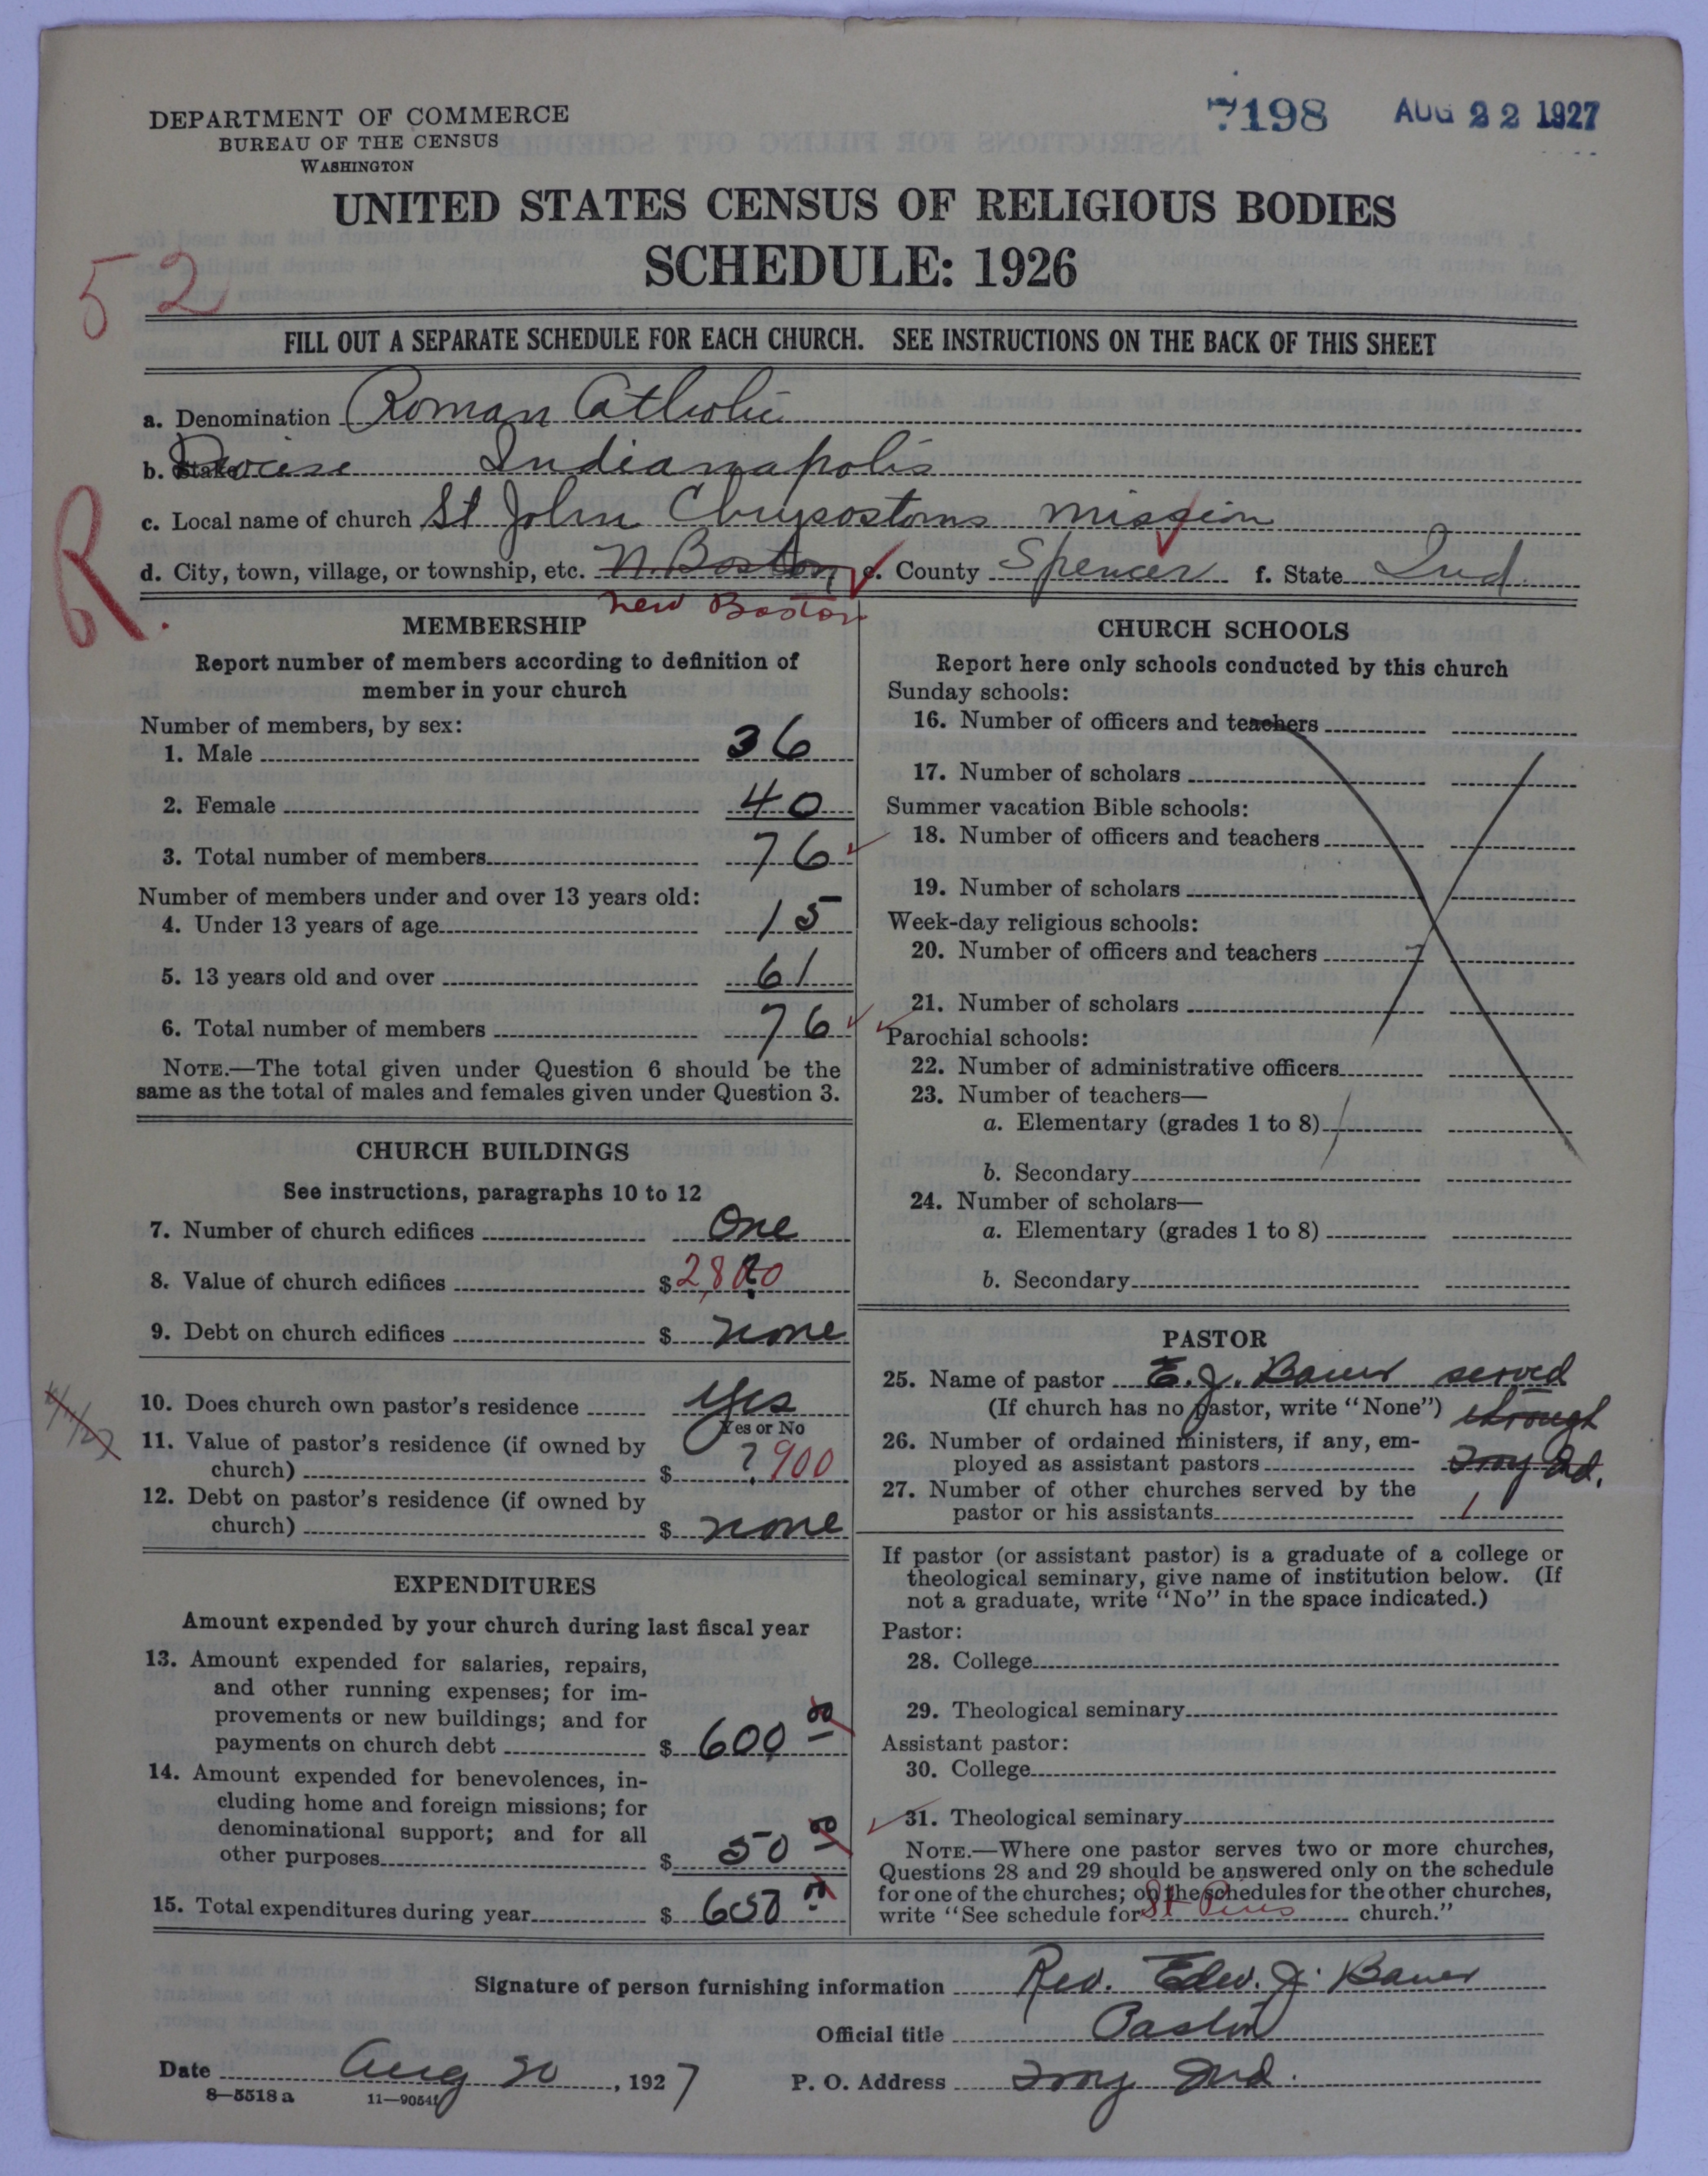 DEPARTMENT OF COMMERCE
BUREAU OF THE CENSUS
WASHINGTON
7198 AUG 22 1927
UNITED STATES CENSUS OF RELIGIOUS BODIES
SCHEDULE: 1926
52
FILL OUT A SEPARATE SCHEDULE FOR EACH CHURCH. SEE INSTRUCTIONS ON THE BACK OF THIS SHEET
a. Denomination Roman Catholic
b. Diocese Indianapolis
c. Local name of church St John Chrysostoms Mission
R.
d. City, town, village, or township, etc. N. Boston e. County Spencer f. State Ind.
New Boston
MEMBERSHIP
Report number of members according to definition of
member in your church
Number of members, by sex:
1. Male 36
2. Female 40
3. Total number of members 76
Number of members under and over 13 years old:
4. Under 13 years of age 15
5. 13 years old and over 61
6. Total number of members 76
NOTE.—The total given under Question 6 should be the
same as the total of males and females given under Question 3.
CHURCH BUILDINGS
See instructions, paragraphs 10 to 12
7. Number of church edifices One
8. Value of church edifices $ 2,800
9. Debt on church edifices $ none
10. Does church own pastor's residence yes
Yes or No
11. Value of pastor's residence (if owned by
church) $ ? 900
12. Debt on pastor's residence (if owned by
church) $ none
EXPENDITURES
Amount expended by your church during last fiscal year
13. Amount expended for salaries, repairs,
and other running expenses; for im-
provements or new buildings; and for
payments on church debt $ 600 00
14. Amount expended for benevolences, in-
cluding home and foreign missions; for
denominational support; and for all
other purposes $ 50 00
15. Total expenditures during year $ 650
CHURCH SCHOOLS
Report here only schools conducted by this church
Sunday schools:
16. Number of officers and teachers
17. Number of scholars
Summer vacation Bible schools:
18. Number of officers and teachers
19. Number of scholars
Week-day religious schools:
20. Number of officers and teachers
21. Number of scholars
Parochial schools:
22. Number of administrative officers
23. Number of teachers—
a. Elementary (grades 1 to 8)
b. Secondary
24. Number of scholars—
a. Elementary (grades 1 to 8)
b. Secondary
PASTOR
25. Name of pastor E. J. Bauer served
(If church has no pastor, write "None") through
26. Number of ordained ministers, if any, em-
ployed as assistant pastors Troy Ind.
27. Number of other churches served by the
pastor or his assistants 1
If pastor (or assistant pastor) is a graduate of a college or
theological seminary, give name of institution below. (If
not a graduate, write "No" in the space indicated.)
Pastor:
28. College
29. Theological seminary
Assistant pastor:
30. College
31. Theological seminary
NOTE.—Where one pastor serves two or more churches,
Questions 28 and 29 should be answered only on the schedule
for one of the churches; on the schedules for the other churches,
write "See schedule for St Pius church."
Signature of person furnishing information Rev. Edw. J. Bauer
Official title Pastor
Date Aug 20, 1927 P. O. Address Troy Ind.
8—5518 a 11—90541